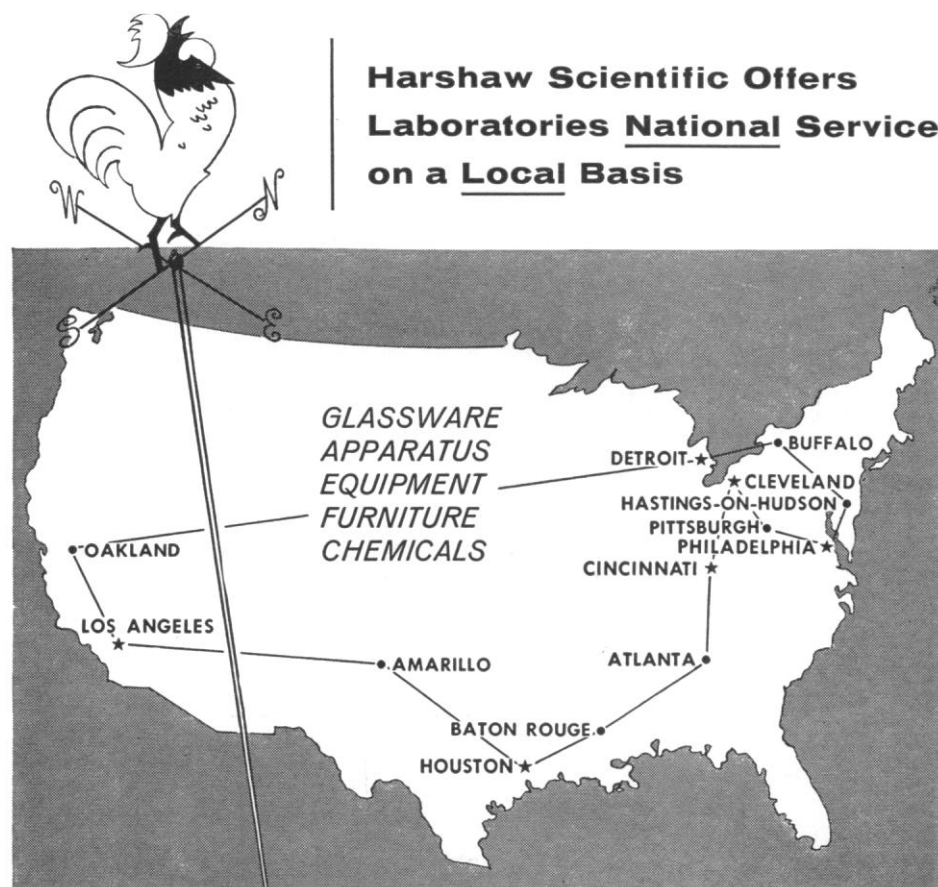 Harshaw Scientific Offers
Laboratories National Service
on a Local Basis
W
N
S
E
GLASSWARE
APPARATUS
EQUIPMENT
FURNITURE
CHEMICALS
DETROIT
BUFFALO
CLEVELAND
HASTINGS-ON-HUDSON
PITTSBURGH
PHILADELPHIA
CINCINNATI
OAKLAND
LOS ANGELES
AMARILLO
ATLANTA
BATON ROUGE
HOUSTON